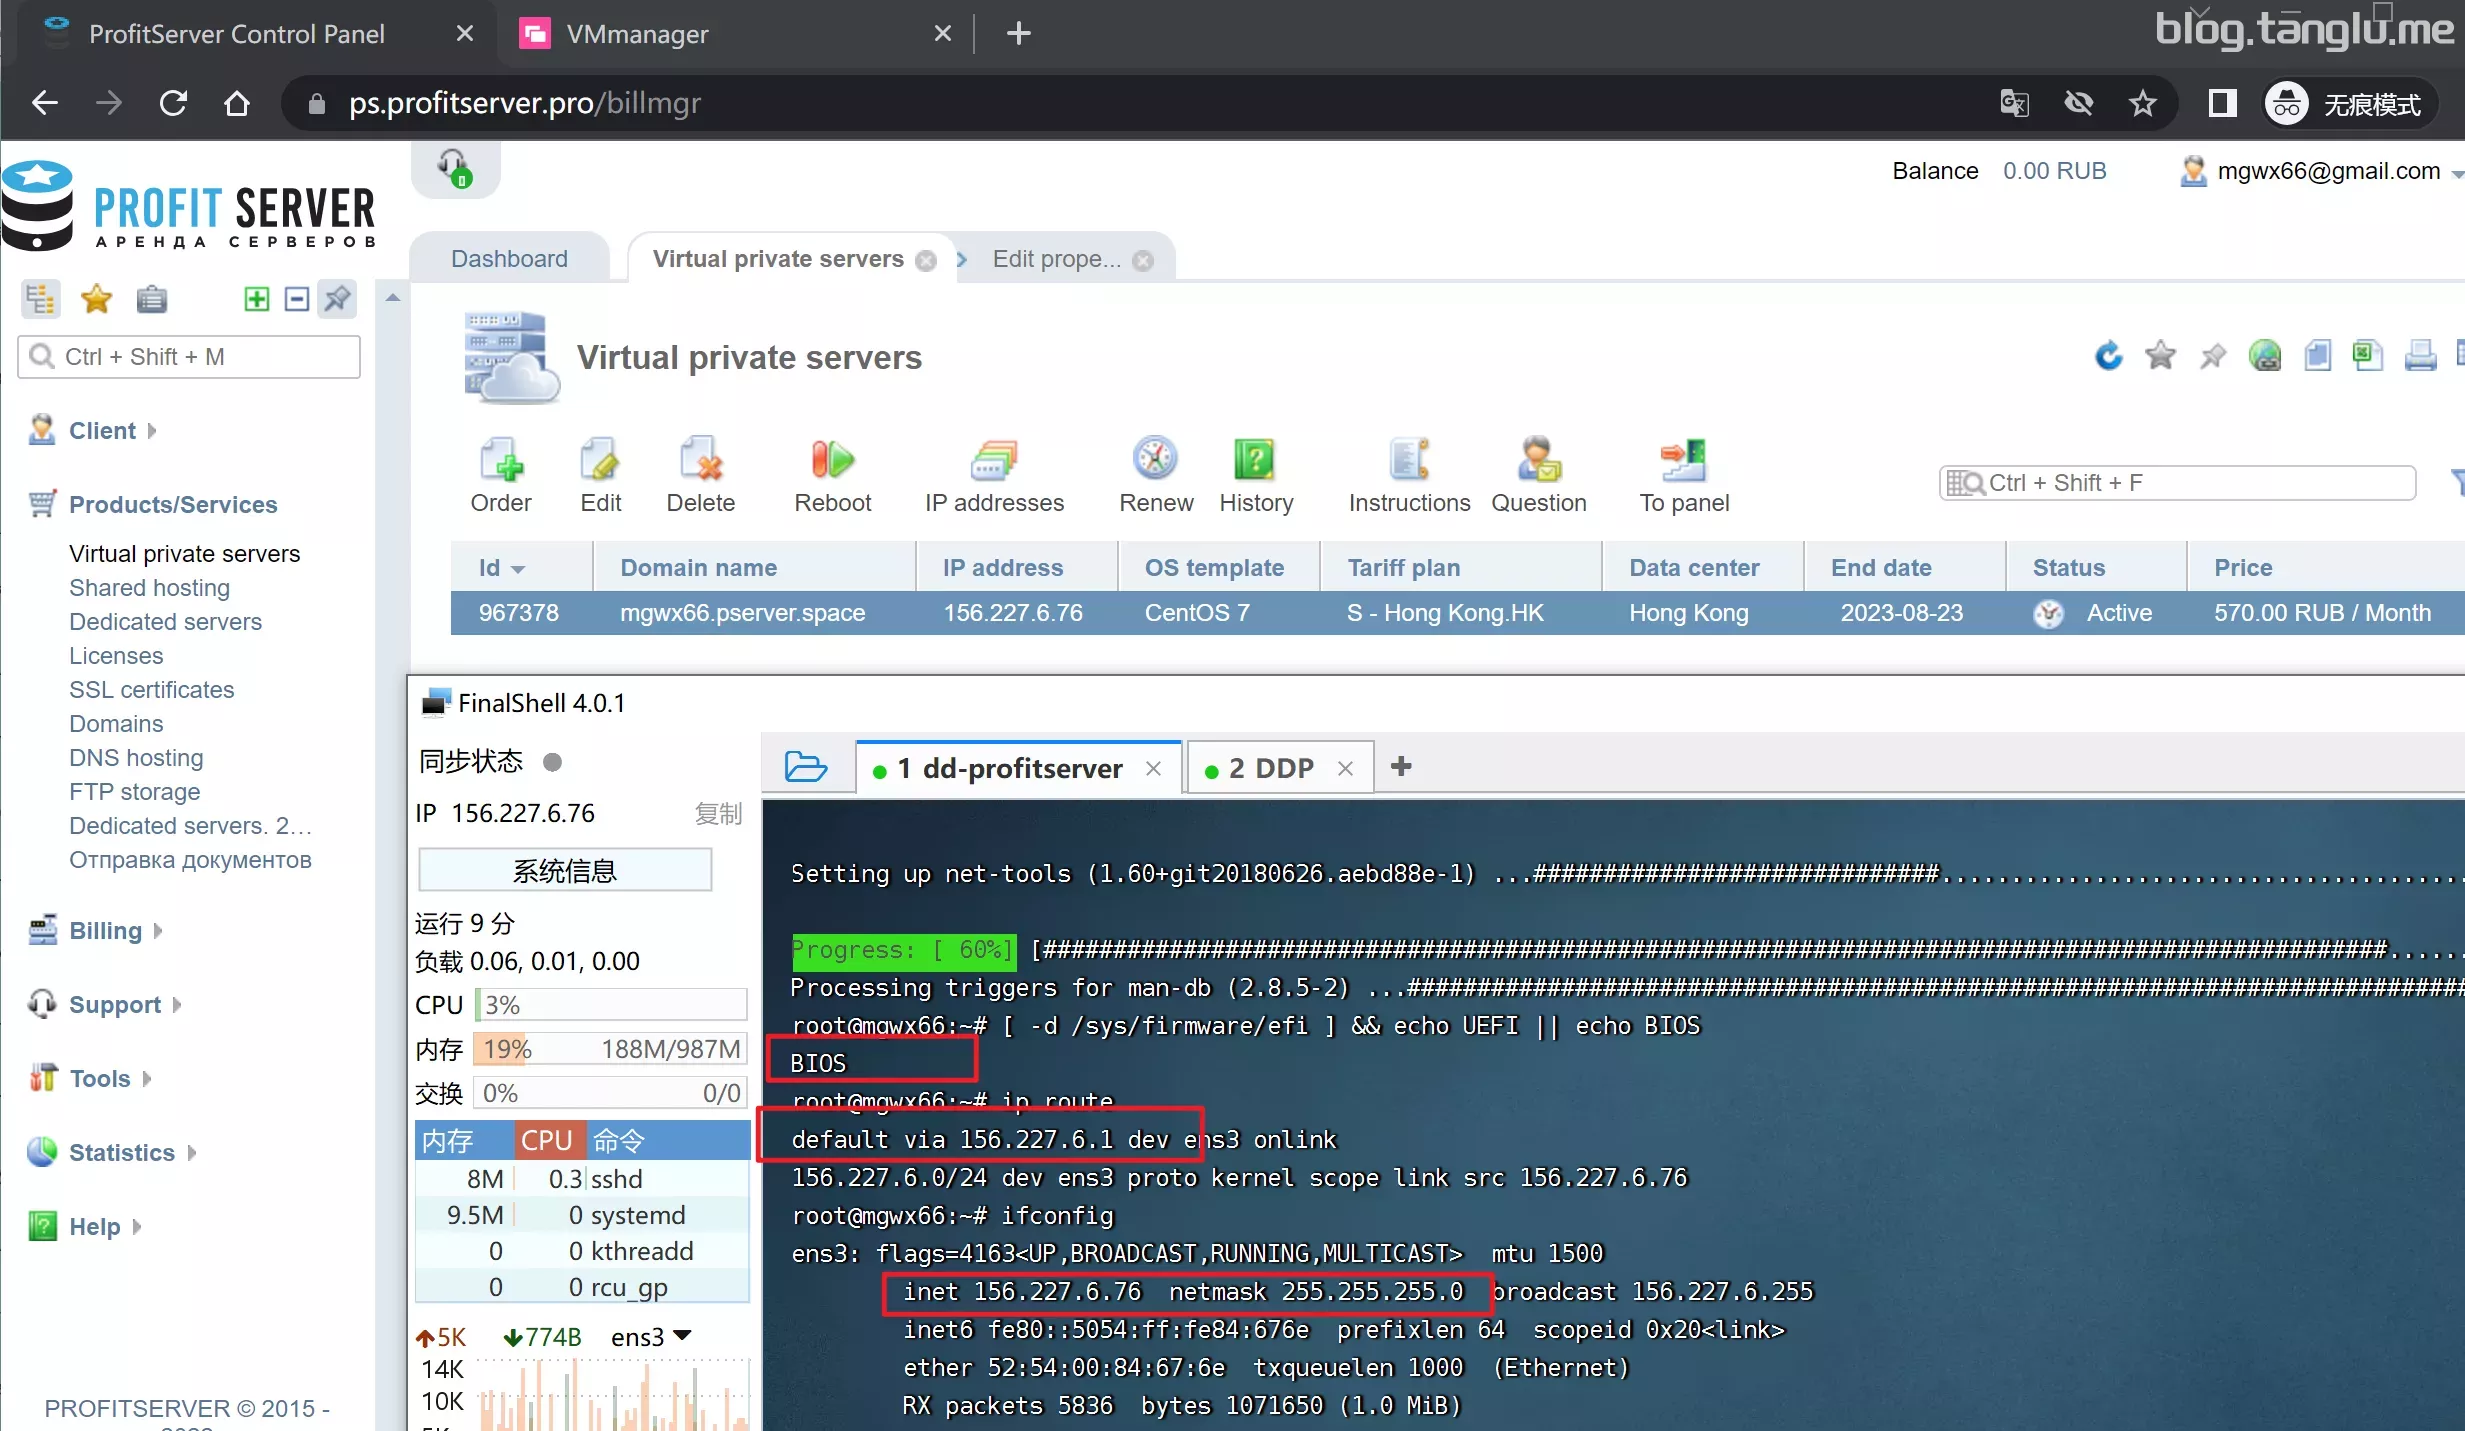 ProfitServer Control Panel
VMmanager
blog.tanglu.me
ps.profitserver.pro/billmgr
无痕模式
PROFIT SERVER
АРЕНДА СЕРВЕРОВ
Balance 0.00 RUB mgwx66@gmail.com
Dashboard
Virtual private servers
Edit prope...
Ctrl + Shift + M
Client
Products/Services
Virtual private servers
Shared hosting
Dedicated servers
Licenses
SSL certificates
Domains
DNS hosting
FTP storage
Dedicated servers. 2...
Отправка документов
Billing
Support
Tools
Statistics
Help
PROFITSERVER © 2015 -
Virtual private servers
Order Edit Delete Reboot IP addresses Renew History Instructions Question To panel
Ctrl + Shift + F
Id Domain name IP address OS template Tariff plan Data center End date Status Price
967378 mgwx66.pserver.space 156.227.6.76 CentOS 7 S - Hong Kong.HK Hong Kong 2023-08-23 Active 570.00 RUB / Month
FinalShell 4.0.1
同步状态
IP 156.227.6.76 复制
系统信息
运行 9 分
负载 0.06, 0.01, 0.00
CPU 3%
内存 19% 188M/987M
交换 0% 0/0
内存 CPU 命令
8M 0.3 sshd
9.5M 0 systemd
0 0 kthreadd
0 0 rcu_gp
5K 774B ens3
14K
10K
1 dd-profitserver
2 DDP
Setting up net-tools (1.60+git20180626.aebd88e-1) ...#############################.....................................
Progress: [ 60%] [################################################################################################......
Processing triggers for man-db (2.8.5-2) ...############################################################################
root@mgwx66:~# [ -d /sys/firmware/efi ] && echo UEFI || echo BIOS
BIOS
root@mgwx66:~# ip route
default via 156.227.6.1 dev ens3 onlink
156.227.6.0/24 dev ens3 proto kernel scope link src 156.227.6.76
root@mgwx66:~# ifconfig
ens3: flags=4163<UP,BROADCAST,RUNNING,MULTICAST> mtu 1500
inet 156.227.6.76 netmask 255.255.255.0 broadcast 156.227.6.255
inet6 fe80::5054:ff:fe84:676e prefixlen 64 scopeid 0x20<link>
ether 52:54:00:84:67:6e txqueuelen 1000 (Ethernet)
RX packets 5836 bytes 1071650 (1.0 MiB)